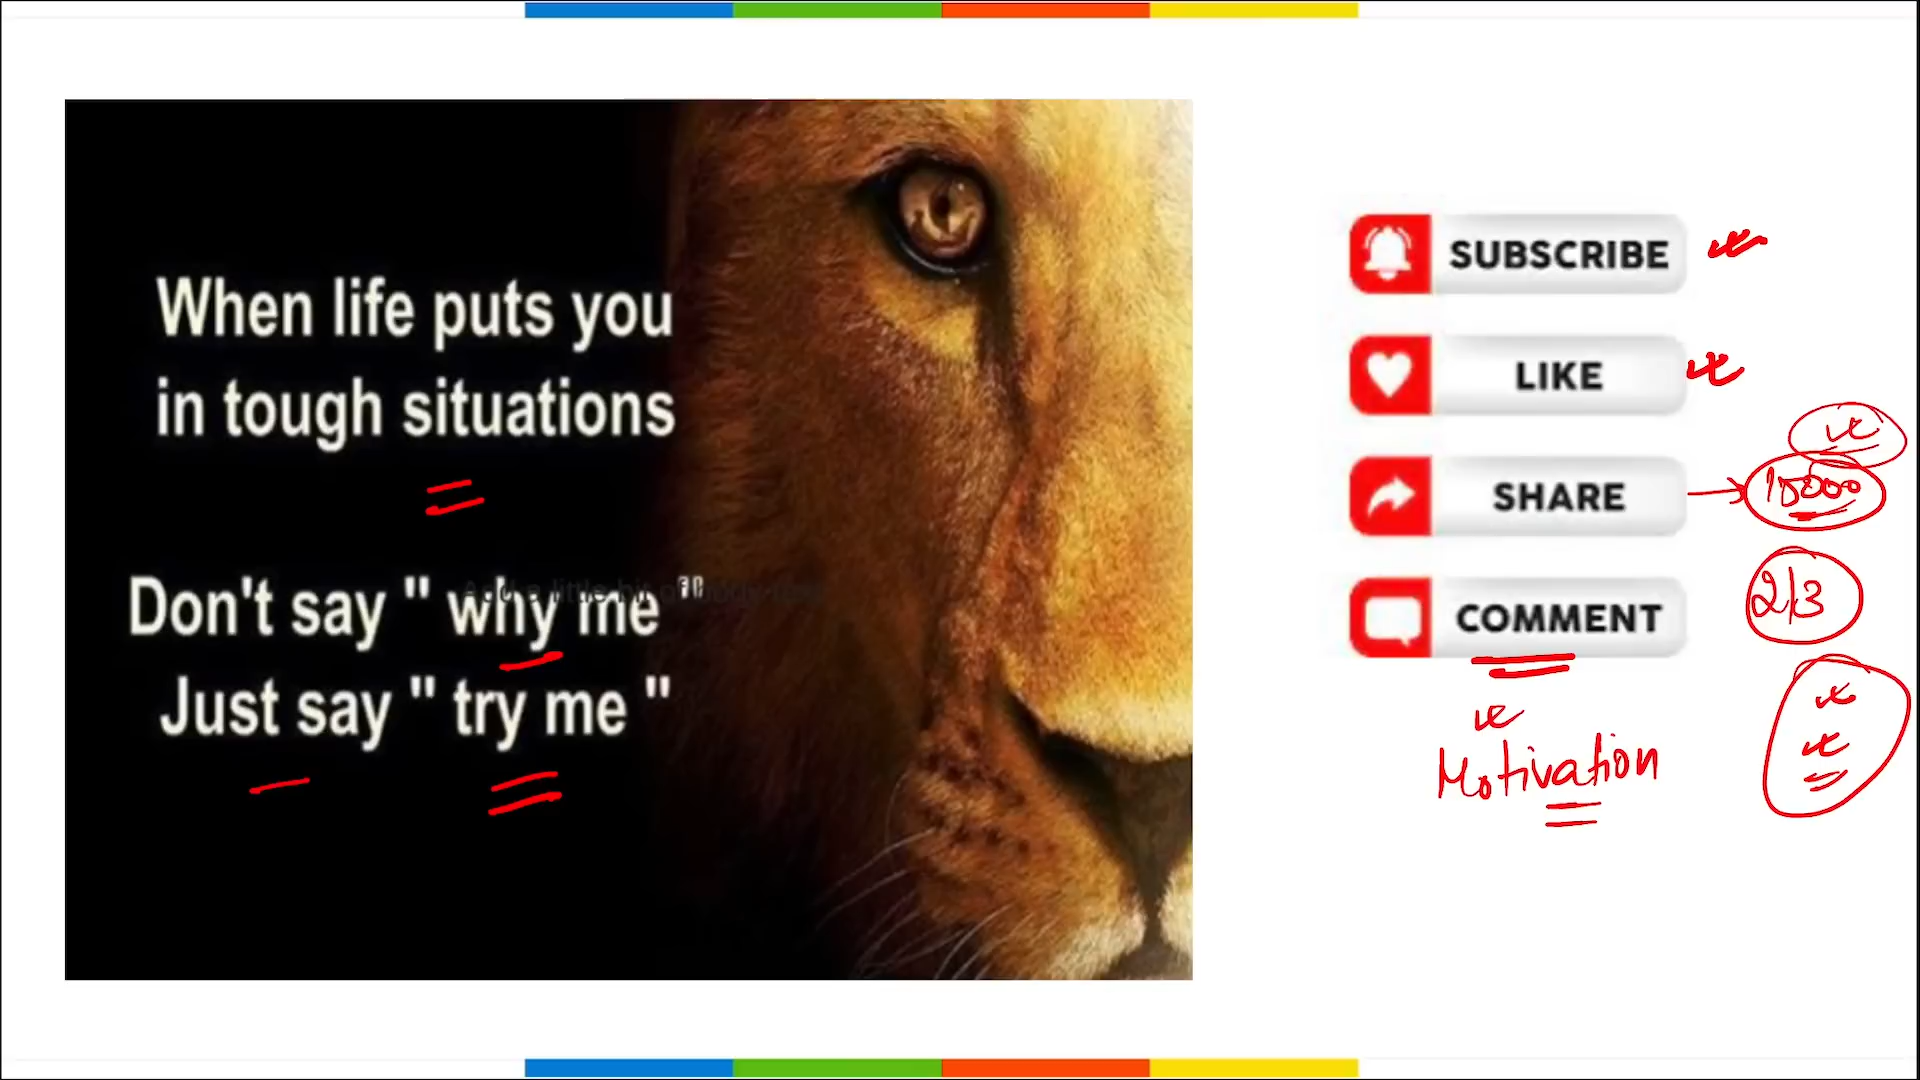 When life puts you
in tough situations
Don't say " why me "
Just say " try me "
SUBSCRIBE
LIKE
SHARE
COMMENT
2/3
Motivation